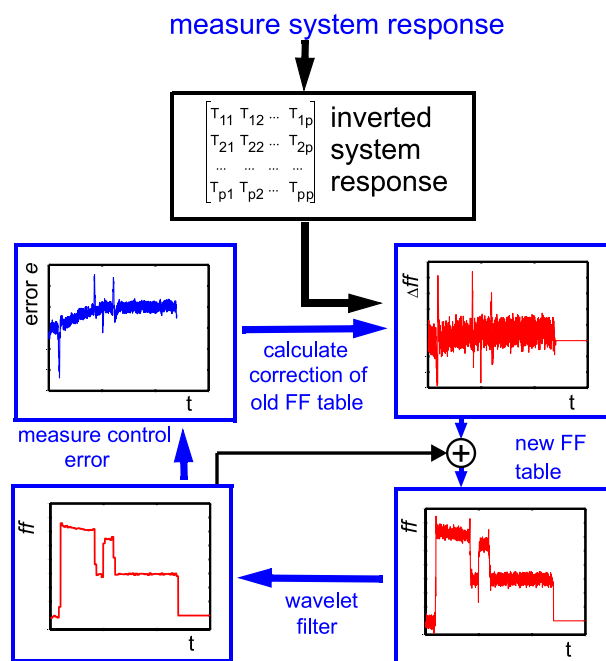 measure system response
T11 T12 ... T1p
T21 T22 ... T2p
... ... ... ...
Tp1 Tp2 ... Tpp
inverted
system
response
error e
t
calculate
correction of
old FF table
Δff
t
measure control
error
+
new FF
table
ff
t
wavelet
filter
ff
t